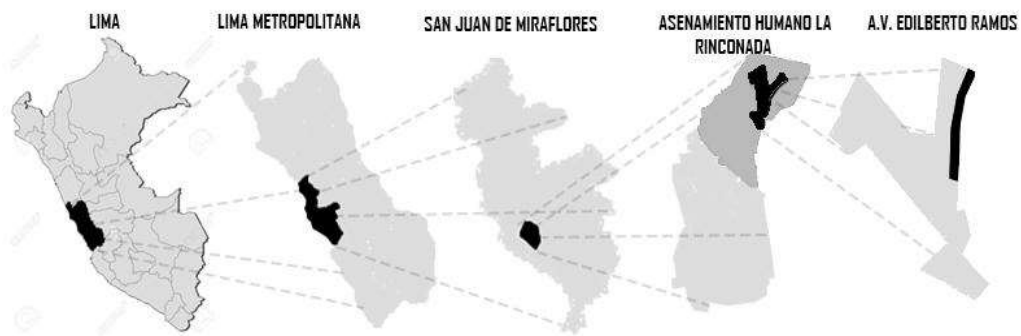 LIMA
LIMA METROPOLITANA
SAN JUAN DE MIRAFLORES
ASENAMIENTO HUMANO LA
RINCONADA
A.V. EDILBERTO RAMOS